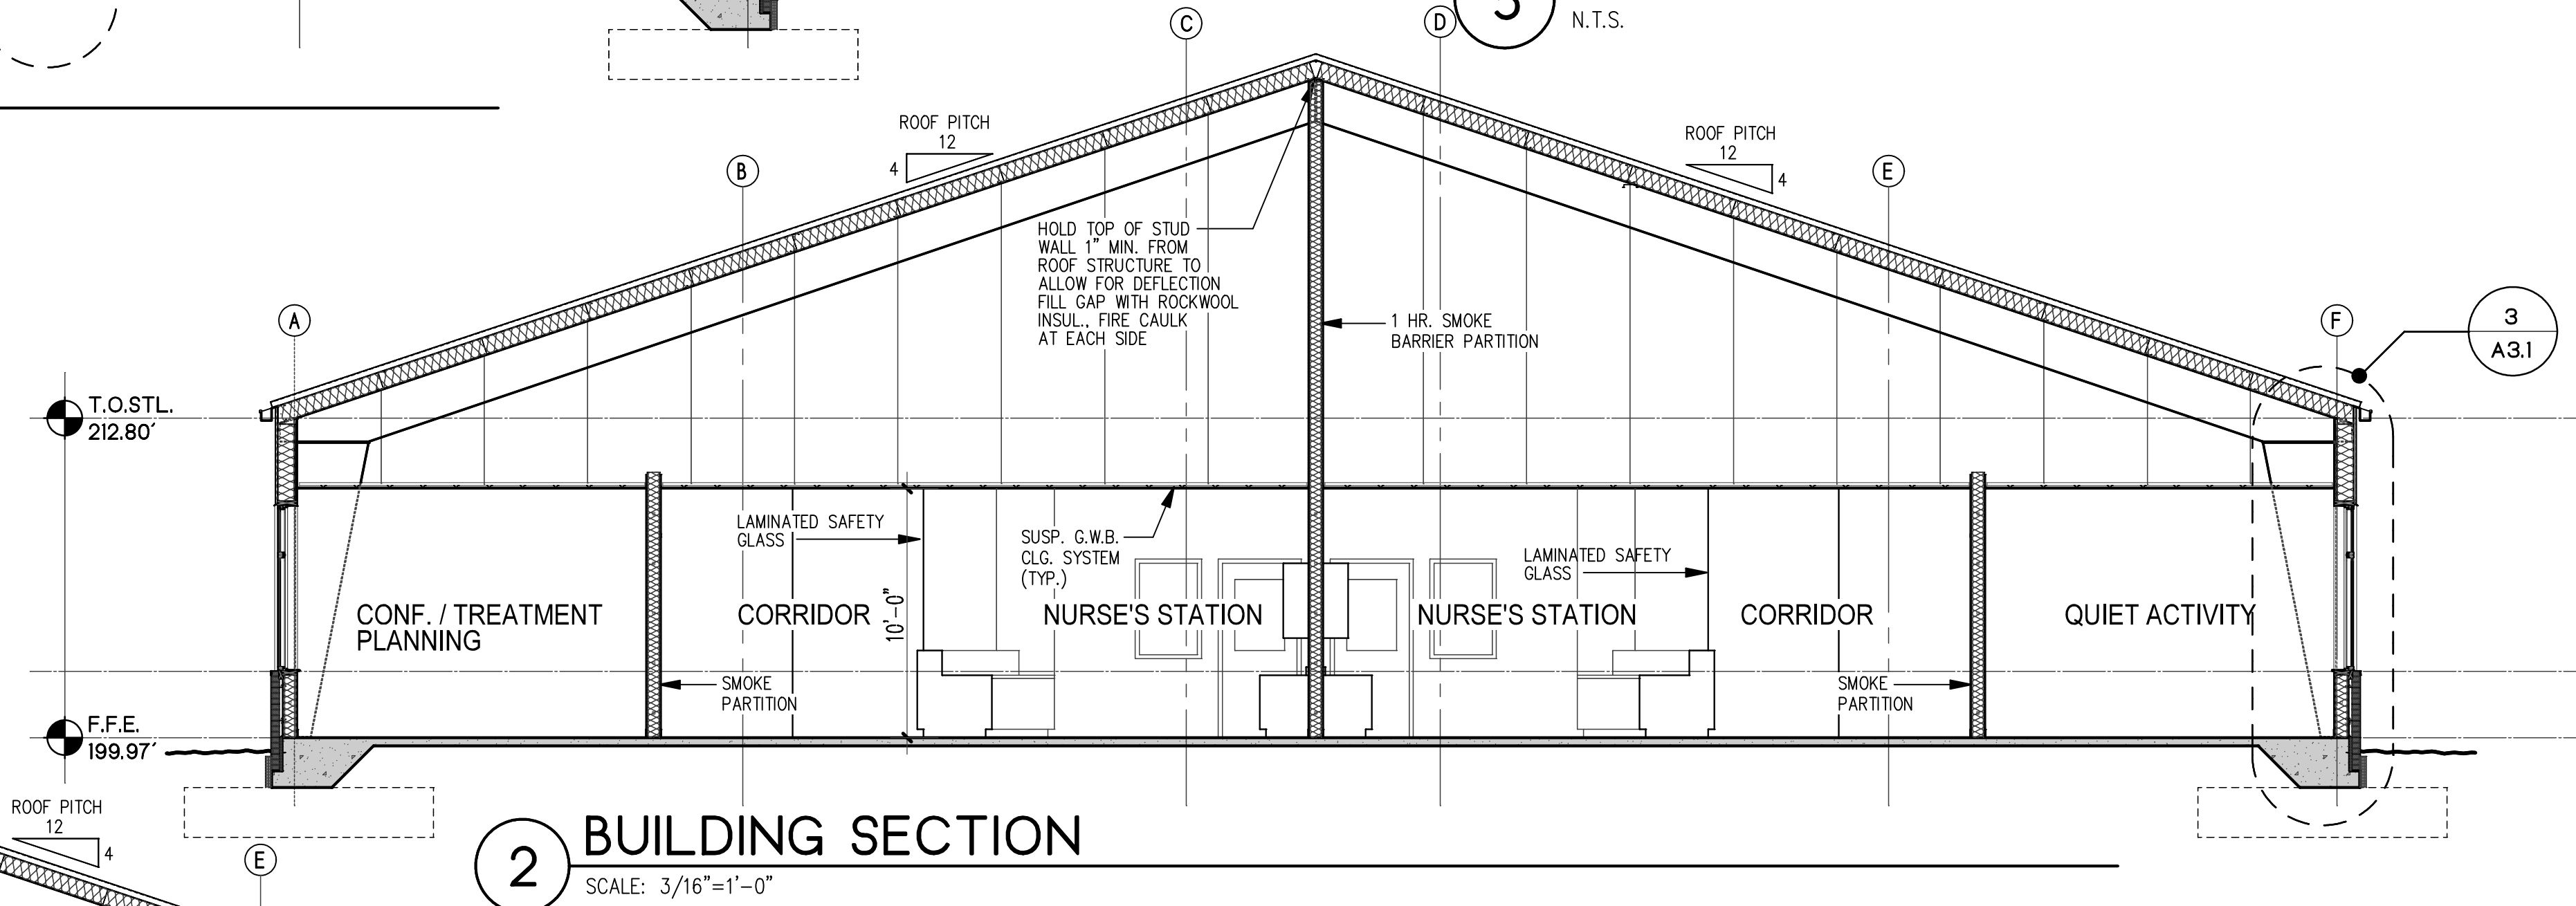 3
N.T.S.
C
D
ROOF PITCH
12
4
ROOF PITCH
12
4
B
E
HOLD TOP OF STUD
WALL 1" MIN. FROM
ROOF STRUCTURE TO
ALLOW FOR DEFLECTION
FILL GAP WITH ROCKWOOL
INSUL., FIRE CAULK
AT EACH SIDE
A
1 HR. SMOKE
BARRIER PARTITION
F
3
A3.1
T.O.STL.
212.80'
LAMINATED SAFETY
GLASS
SUSP. G.W.B.
CLG. SYSTEM
(TYP.)
LAMINATED SAFETY
GLASS
CONF. / TREATMENT
PLANNING
CORRIDOR
10'-0"
NURSE'S STATION
NURSE'S STATION
CORRIDOR
QUIET ACTIVITY
SMOKE
PARTITION
SMOKE
PARTITION
F.F.E.
199.97'
ROOF PITCH
12
4
E
2
BUILDING SECTION
SCALE: 3/16"=1'-0"